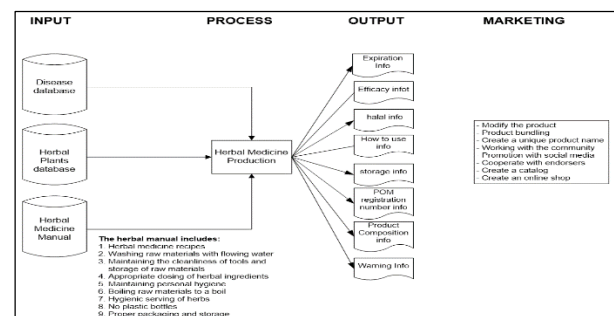 INPUT
PROCESS
OUTPUT
MARKETING
Disease
database
Herbal
Plants
database
Herbal
Medicine
Manual
Herbal Medicine
Production
Expiration
Info
Efficacy infot
halal info
How to use
info
storage info
POM
registration
number info
Product
Composition
info
Warning Info
- Modify the product
- Product bundling
- Create a unique product name
- Working with the community
Promotion with social media
- Cooperate with endorsers
- Create a catalog
- Create an online shop
The herbal manual includes:
1. Herbal medicine recipes
2. Washing raw materials with flowing water
3. Maintaining the cleanliness of tools and
storage of raw materials
4. Appropriate dosing of herbal ingredients
5. Maintaining personal hygiene
6. Boiling raw materials to a boil
7. Hygienic serving of herbs
8. No plastic bottles
9. Proper packaging and storage